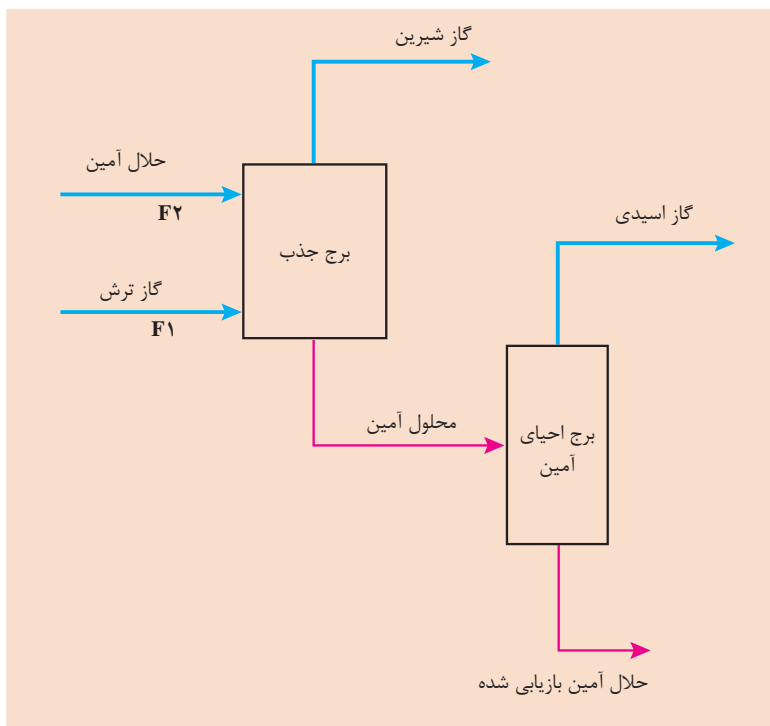 گاز شیرین
حلال آمین
F۲
گاز اسیدی
برج جذب
گاز ترش
F۱
محلول آمین
برج احیای
آمین
حلال آمین بازیابی شده